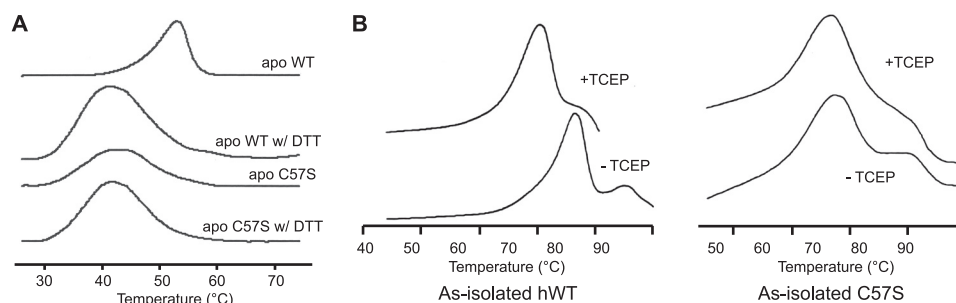 A
apo WT
apo WT w/ DTT
apo C57S
apo C57S w/ DTT
30 40 50 60 70
Temperature (°C)
B
+TCEP
- TCEP
40 50 60 70 80 90
Temperature (°C)
As-isolated hWT
+TCEP
- TCEP
50 60 70 80 90
Temperature (°C)
As-isolated C57S